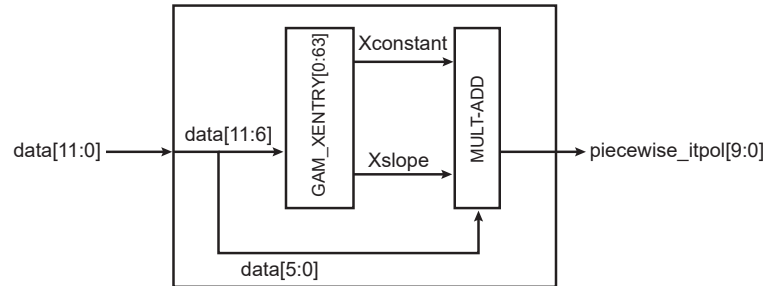 Xconstant
GAM_XENTRY[0:63]
MULT-ADD
data[11:6]
data[11:0]
Xslope
piecewise_itpol[9:0]
data[5:0]